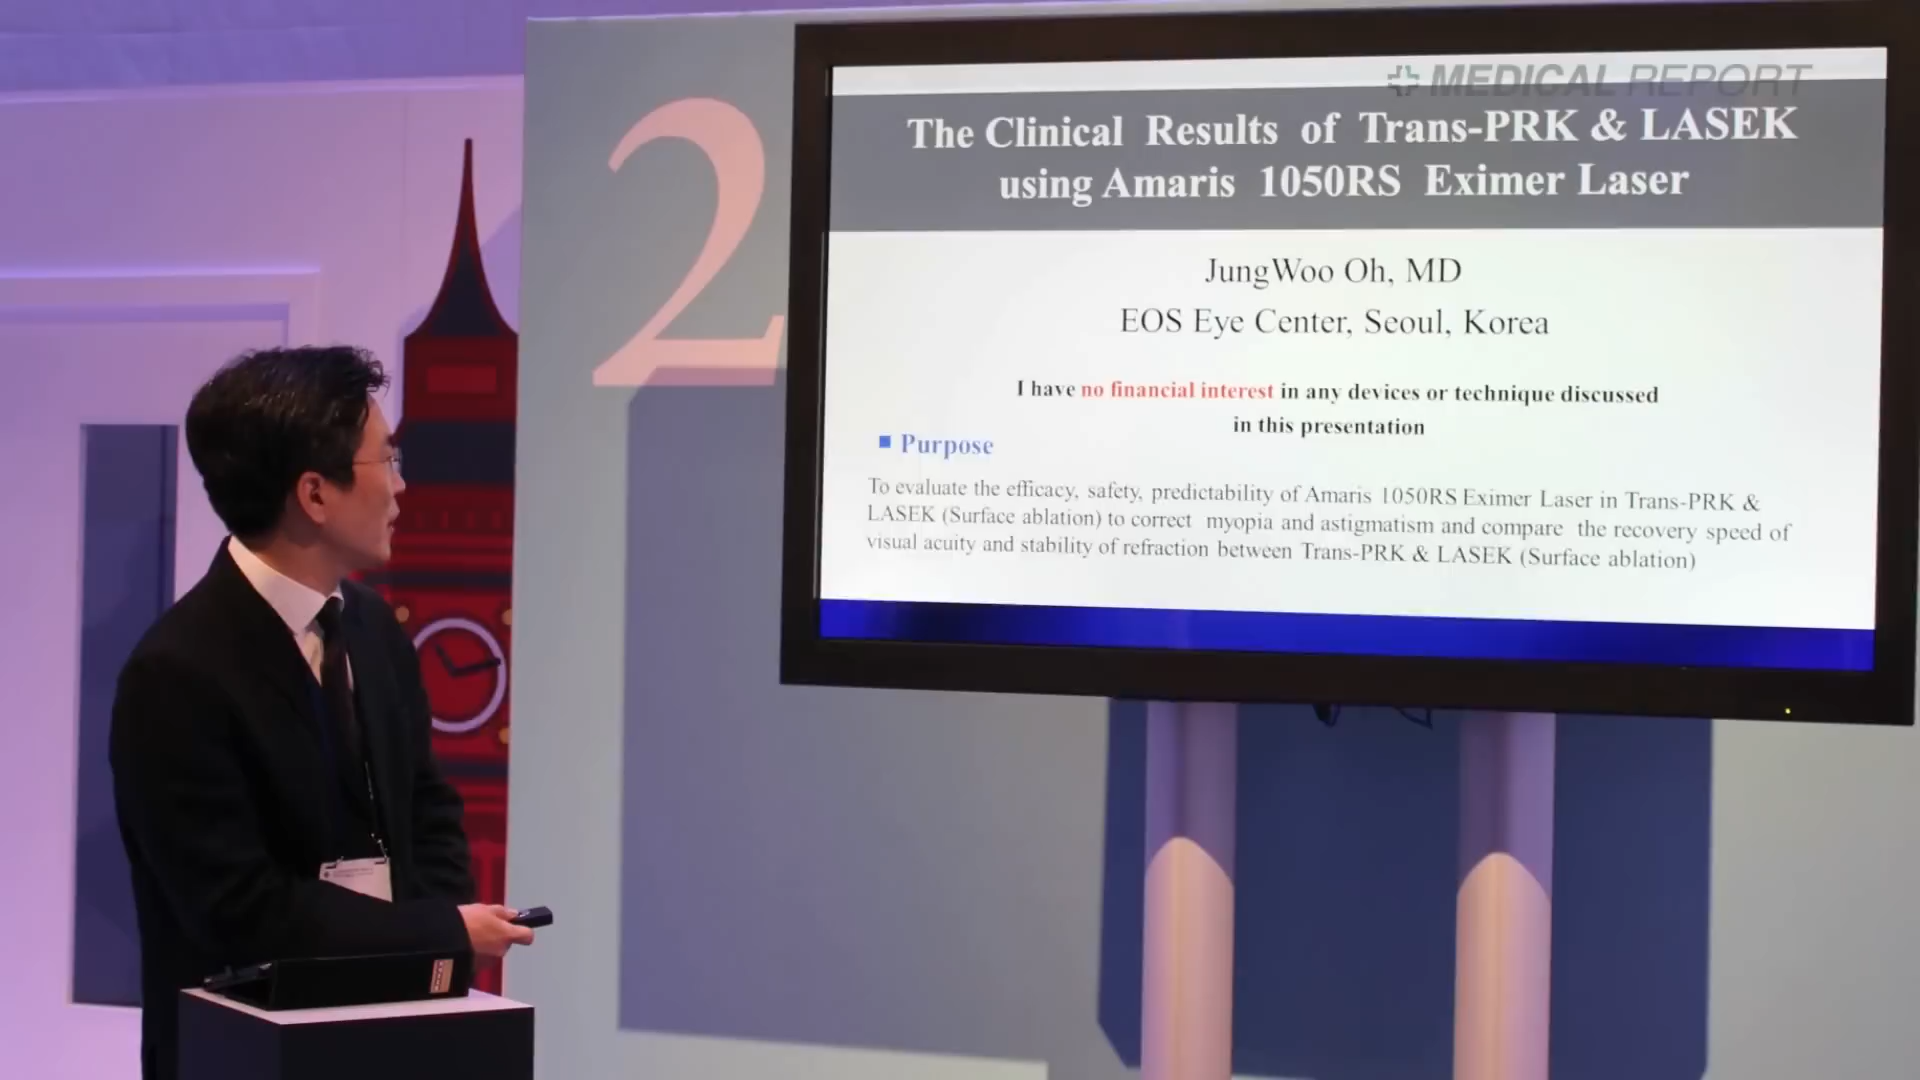 2
MEDICAL REPORT
The Clinical Results of Trans-PRK & LASEK
using Amaris 1050RS Eximer Laser
JungWoo Oh, MD
EOS Eye Center, Seoul, Korea
I have no financial interest in any devices or technique discussed
in this presentation
■ Purpose
To evaluate the efficacy, safety, predictability of Amaris 1050RS Eximer Laser in Trans-PRK &
LASEK (Surface ablation) to correct myopia and astigmatism and compare the recovery speed of
visual acuity and stability of refraction between Trans-PRK & LASEK (Surface ablation)